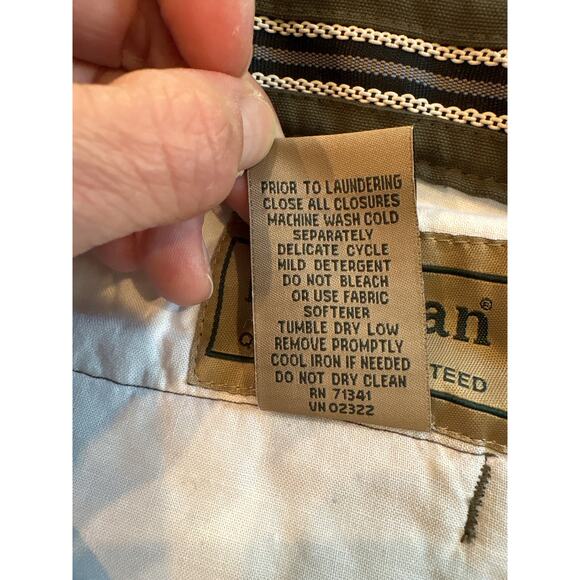 PRIOR TO LAUNDERING
CLOSE ALL CLOSURES
MACHINE WASH COLD
SEPARATELY
DELICATE CYCLE
MILD DETERGENT
DO NOT BLEACH
OR USE FABRIC
SOFTENER
TUMBLE DRY LOW
REMOVE PROMPTLY
COOL IRON IF NEEDED
DO NOT DRY CLEAN
RN 71341
VN 02322